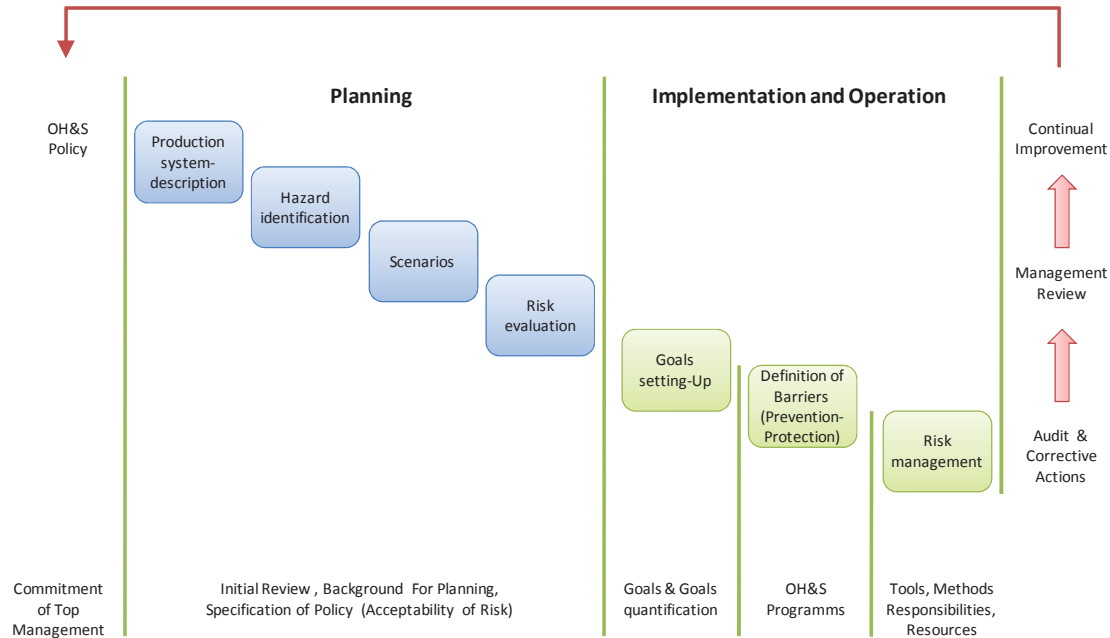 Planning
Implementation and Operation
OH&S
Policy
Production
system-
description
Hazard
identification
Scenarios
Risk
evaluation
Goals
setting-Up
Definition of
Barriers
(Prevention-
Protection)
Risk
management
Continual
Improvement
Management
Review
Audit & 
Corrective
Actions
Commitment
of Top
Management
Initial Review , Background For Planning,
Specification of Policy (Acceptability of Risk)
Goals & Goals
quantification
OH&S
Programms
Tools, Methods
Responsibilities,
Resources